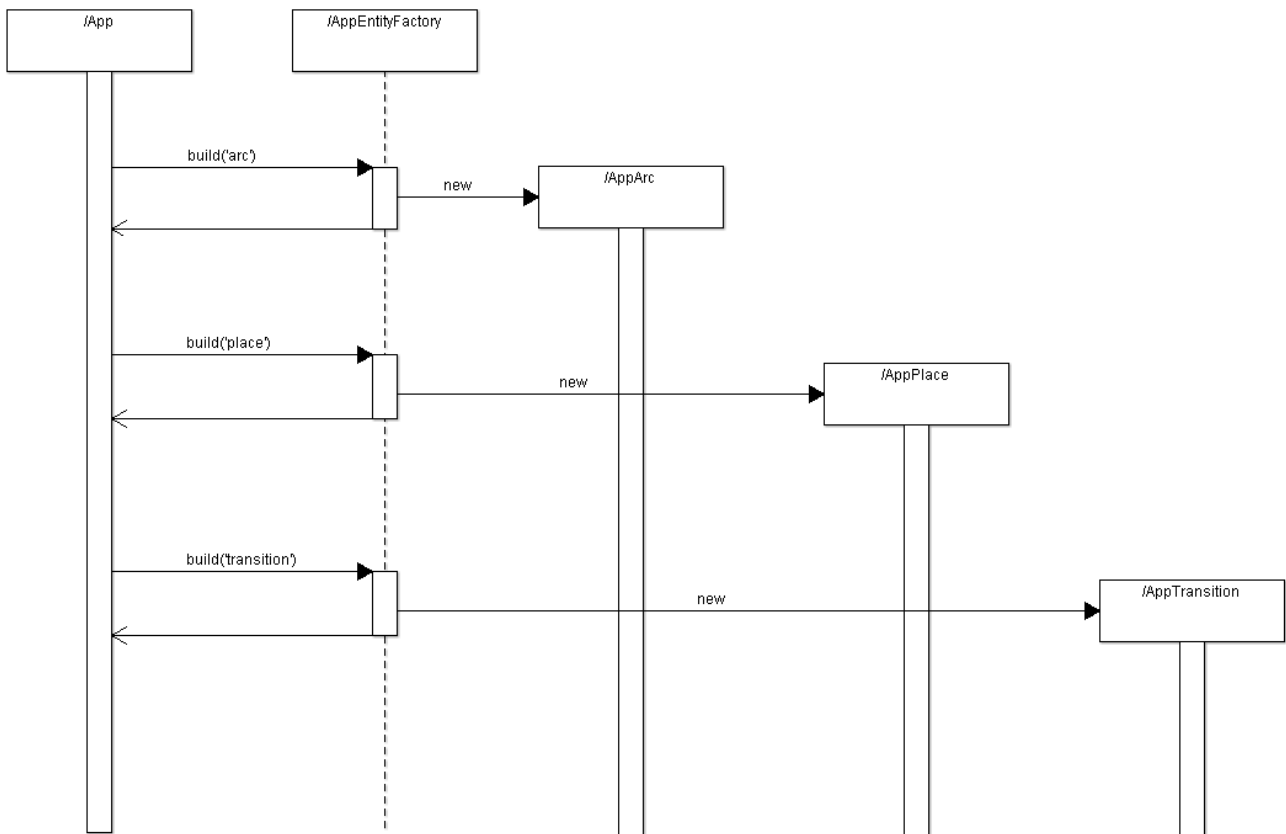 /App
/AppEntityFactory
build('arc')
new
/AppArc
build('place')
new
/AppPlace
build('transition')
new
/AppTransition